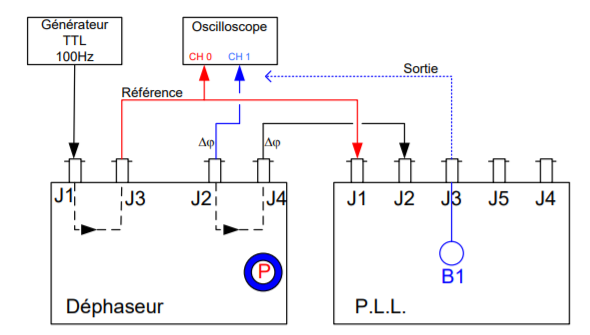 Générateur
TTL
100Hz
Oscilloscope
CH 0 CH 1
Sortie
Référence
Δφ Δφ
J1 J3 J2 J4
J1 J2 J3 J5 J4
P
B1
Déphaseur
P.L.L.